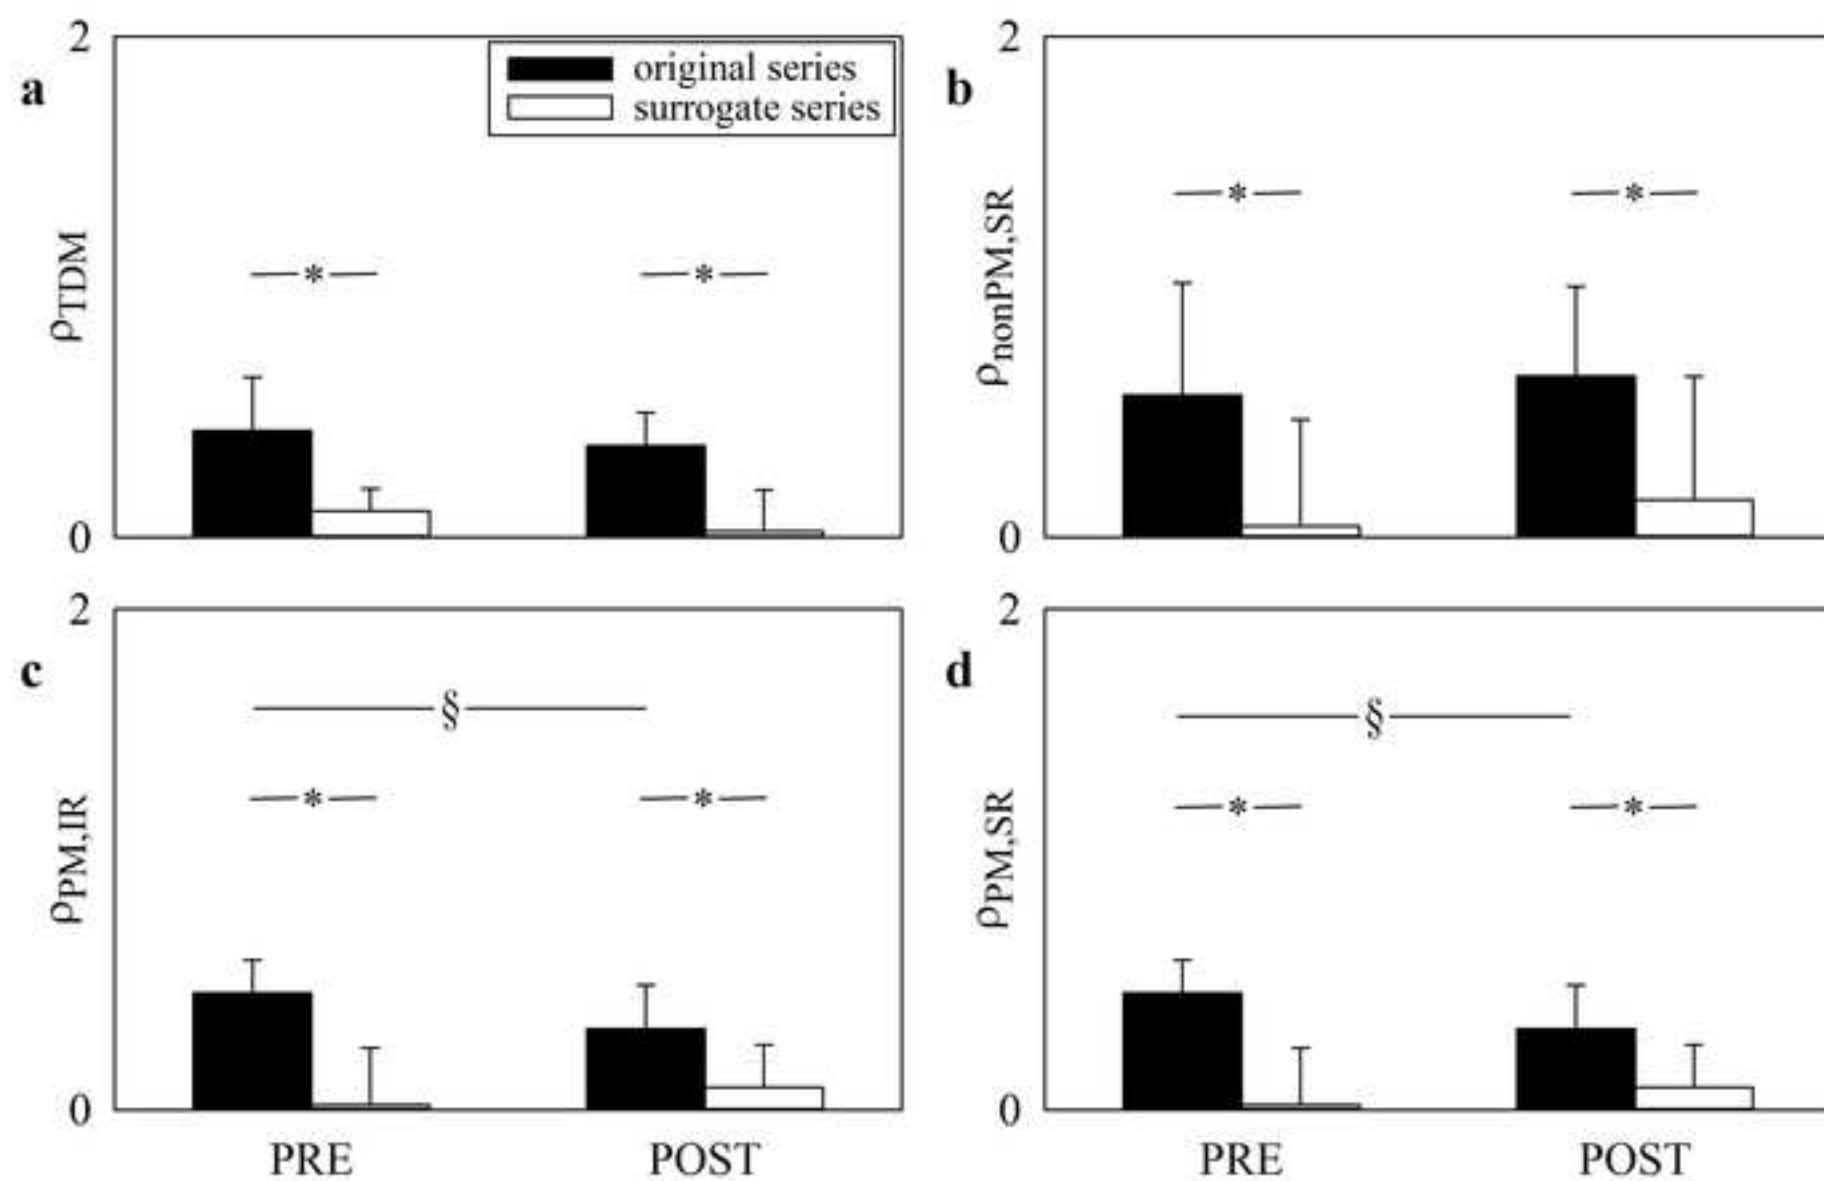 a
2
original series
surrogate series
ρTDM
* *
0
b
2
ρnonPM,SR
* *
0
c
2
§
ρPM,IR
* *
0
PRE POST
d
2
§
ρPM,SR
* *
0
PRE POST